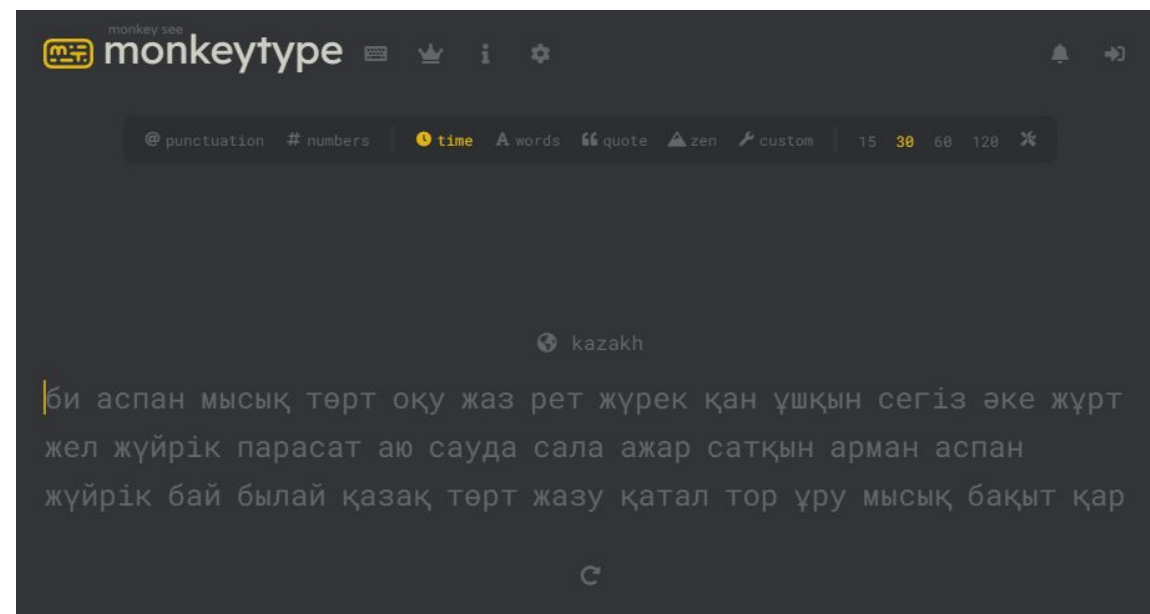 monkey see
monkeytype
@ punctuation # numbers time A words quote zen custom 15 30 60 120
kazakh
би аспан мысық төрт оқу жаз рет жүрек қан ұшқын сегіз әке жұрт
жел жүйрік парасат аю сауда сала ажар сатқын арман аспан
жүйрік бай былай қазақ төрт жазу қатал тор ұру мысық бақыт қар